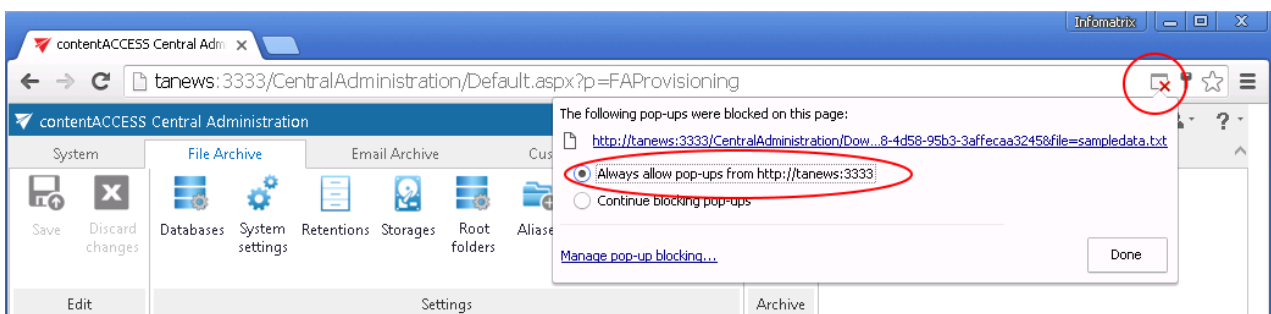 Infomatrix
contentACCESS Central Adm
tanews:3333/CentralAdministration/Default.aspx?p=FAProvisioning
contentACCESS Central Administration
The following pop-ups were blocked on this page:
http://tanews:3333/CentralAdministration/Dow...8-4d58-95b3-3affecaa3245&file=sampledata.txt
Always allow pop-ups from http://tanews:3333
Continue blocking pop-ups
Manage pop-up blocking...
Done
?
System
File Archive
Email Archive
Cus
Save
Discard changes
Databases
System settings
Retentions
Storages
Root folders
Aliase
Edit
Settings
Archive